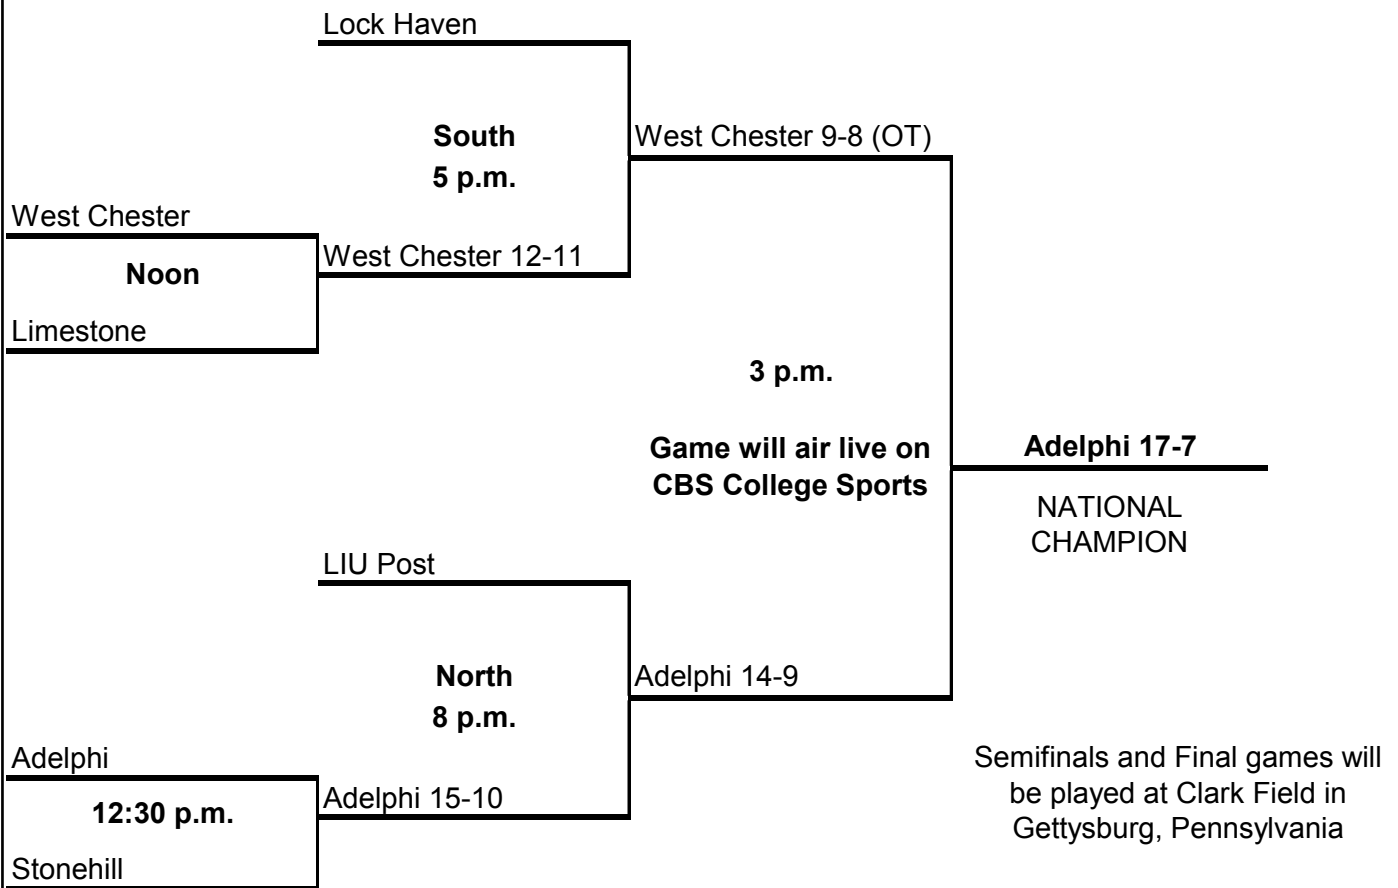 Lock Haven
South
5 p.m.
West Chester 9-8 (OT)
West Chester
Noon
West Chester 12-11
Limestone
3 p.m.
Game will air live on
CBS College Sports
Adelphi 17-7
NATIONAL
CHAMPION
LIU Post
North
8 p.m.
Adelphi 14-9
Adelphi
12:30 p.m.
Adelphi 15-10
Stonehill
Semifinals and Final games will
be played at Clark Field in
Gettysburg, Pennsylvania